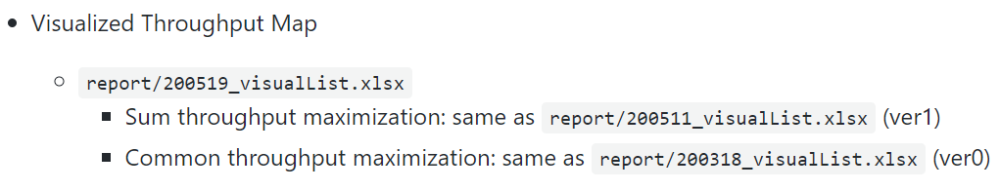 Visualized Throughput Map
report/200519_visualList.xlsx
Sum throughput maximization: same as report/200511_visualList.xlsx (ver1)
Common throughput maximization: same as report/200318_visualList.xlsx (ver0)